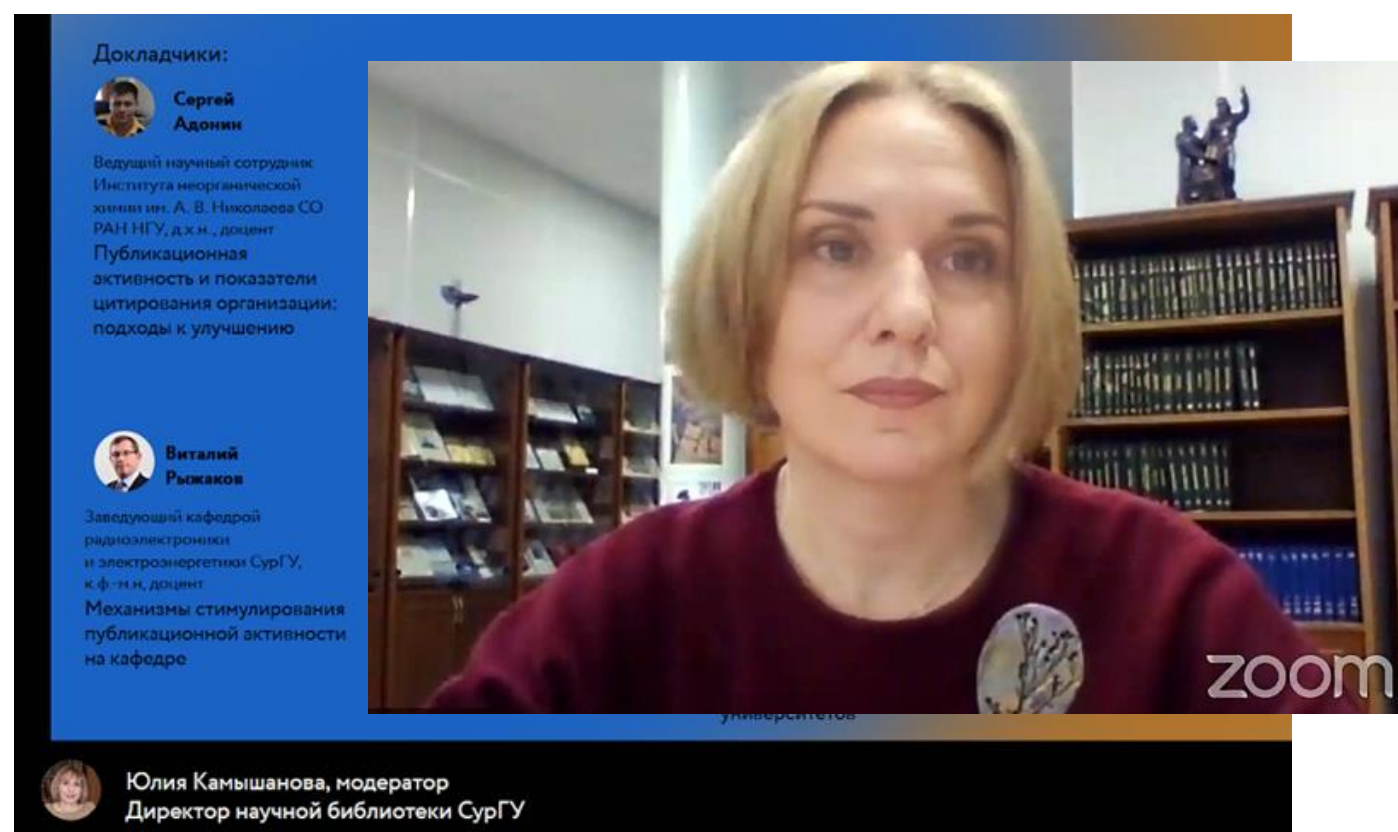 Докладчики:
Сергей
Адонин
Ведущий научный сотрудник
Института неорганической
химии им. А. В. Николаева СО
РАН НГУ, д.х.н., доцент
Публикационная
активность и показатели
цитирования организации:
подходы к улучшению
Виталий
Рыжаков
Заведующий кафедрой
радиоэлектроники
и электроэнергетики СурГУ,
к.ф.-м.н, доцент
Механизмы стимулирования
публикационной активности
на кафедре
zoom
университетов
Юлия Камышанова, модератор
Директор научной библиотеки СурГУ